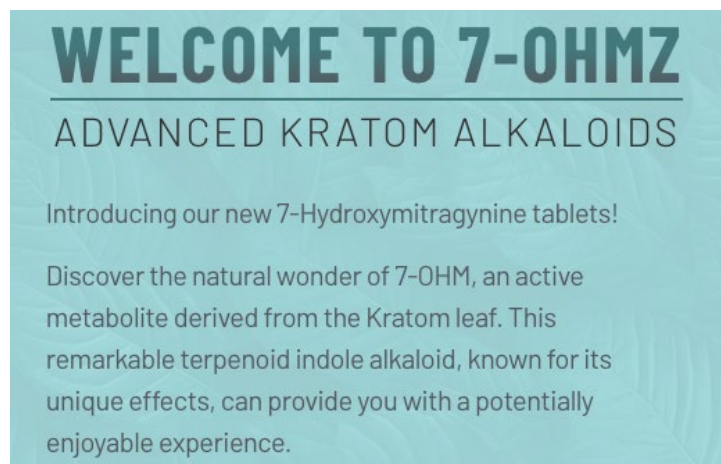 WELCOME TO 7-OHMZ
ADVANCED KRATOM ALKALOIDS
Introducing our new 7-Hydroxymitragynine tablets!
Discover the natural wonder of 7-OHM, an active
metabolite derived from the Kratom leaf. This
remarkable terpenoid indole alkaloid, known for its
unique effects, can provide you with a potentially
enjoyable experience.